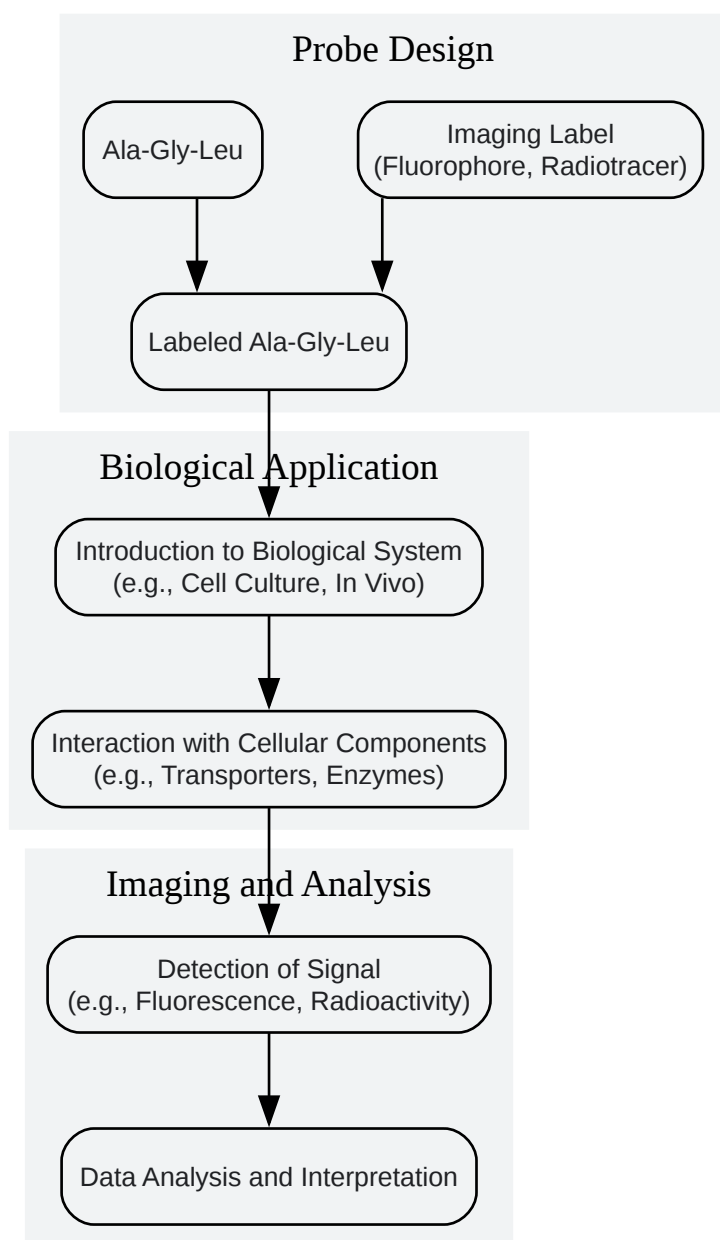 Probe Design
Ala-Gly-Leu
Imaging Label
(Fluorophore, Radiotracer)
Labeled Ala-Gly-Leu
Biological Application
Introduction to Biological System
(e.g., Cell Culture, In Vivo)
Interaction with Cellular Components
(e.g., Transporters, Enzymes)
Imaging and Analysis
Detection of Signal
(e.g., Fluorescence, Radioactivity)
Data Analysis and Interpretation